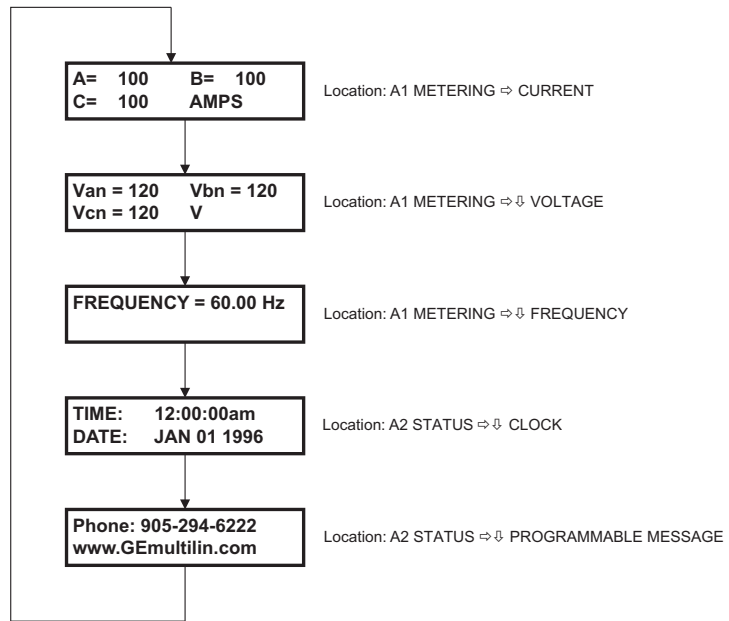 A= 100 B= 100
C= 100 AMPS
Location: A1 METERING ⇨ CURRENT
Van = 120 Vbn = 120
Vcn = 120 V
Location: A1 METERING ⇨⇩ VOLTAGE
FREQUENCY = 60.00 Hz
Location: A1 METERING ⇨⇩ FREQUENCY
TIME: 12:00:00am
DATE: JAN 01 1996
Location: A2 STATUS ⇨⇩ CLOCK
Phone: 905-294-6222
www.GEmultilin.com
Location: A2 STATUS ⇨⇩ PROGRAMMABLE MESSAGE